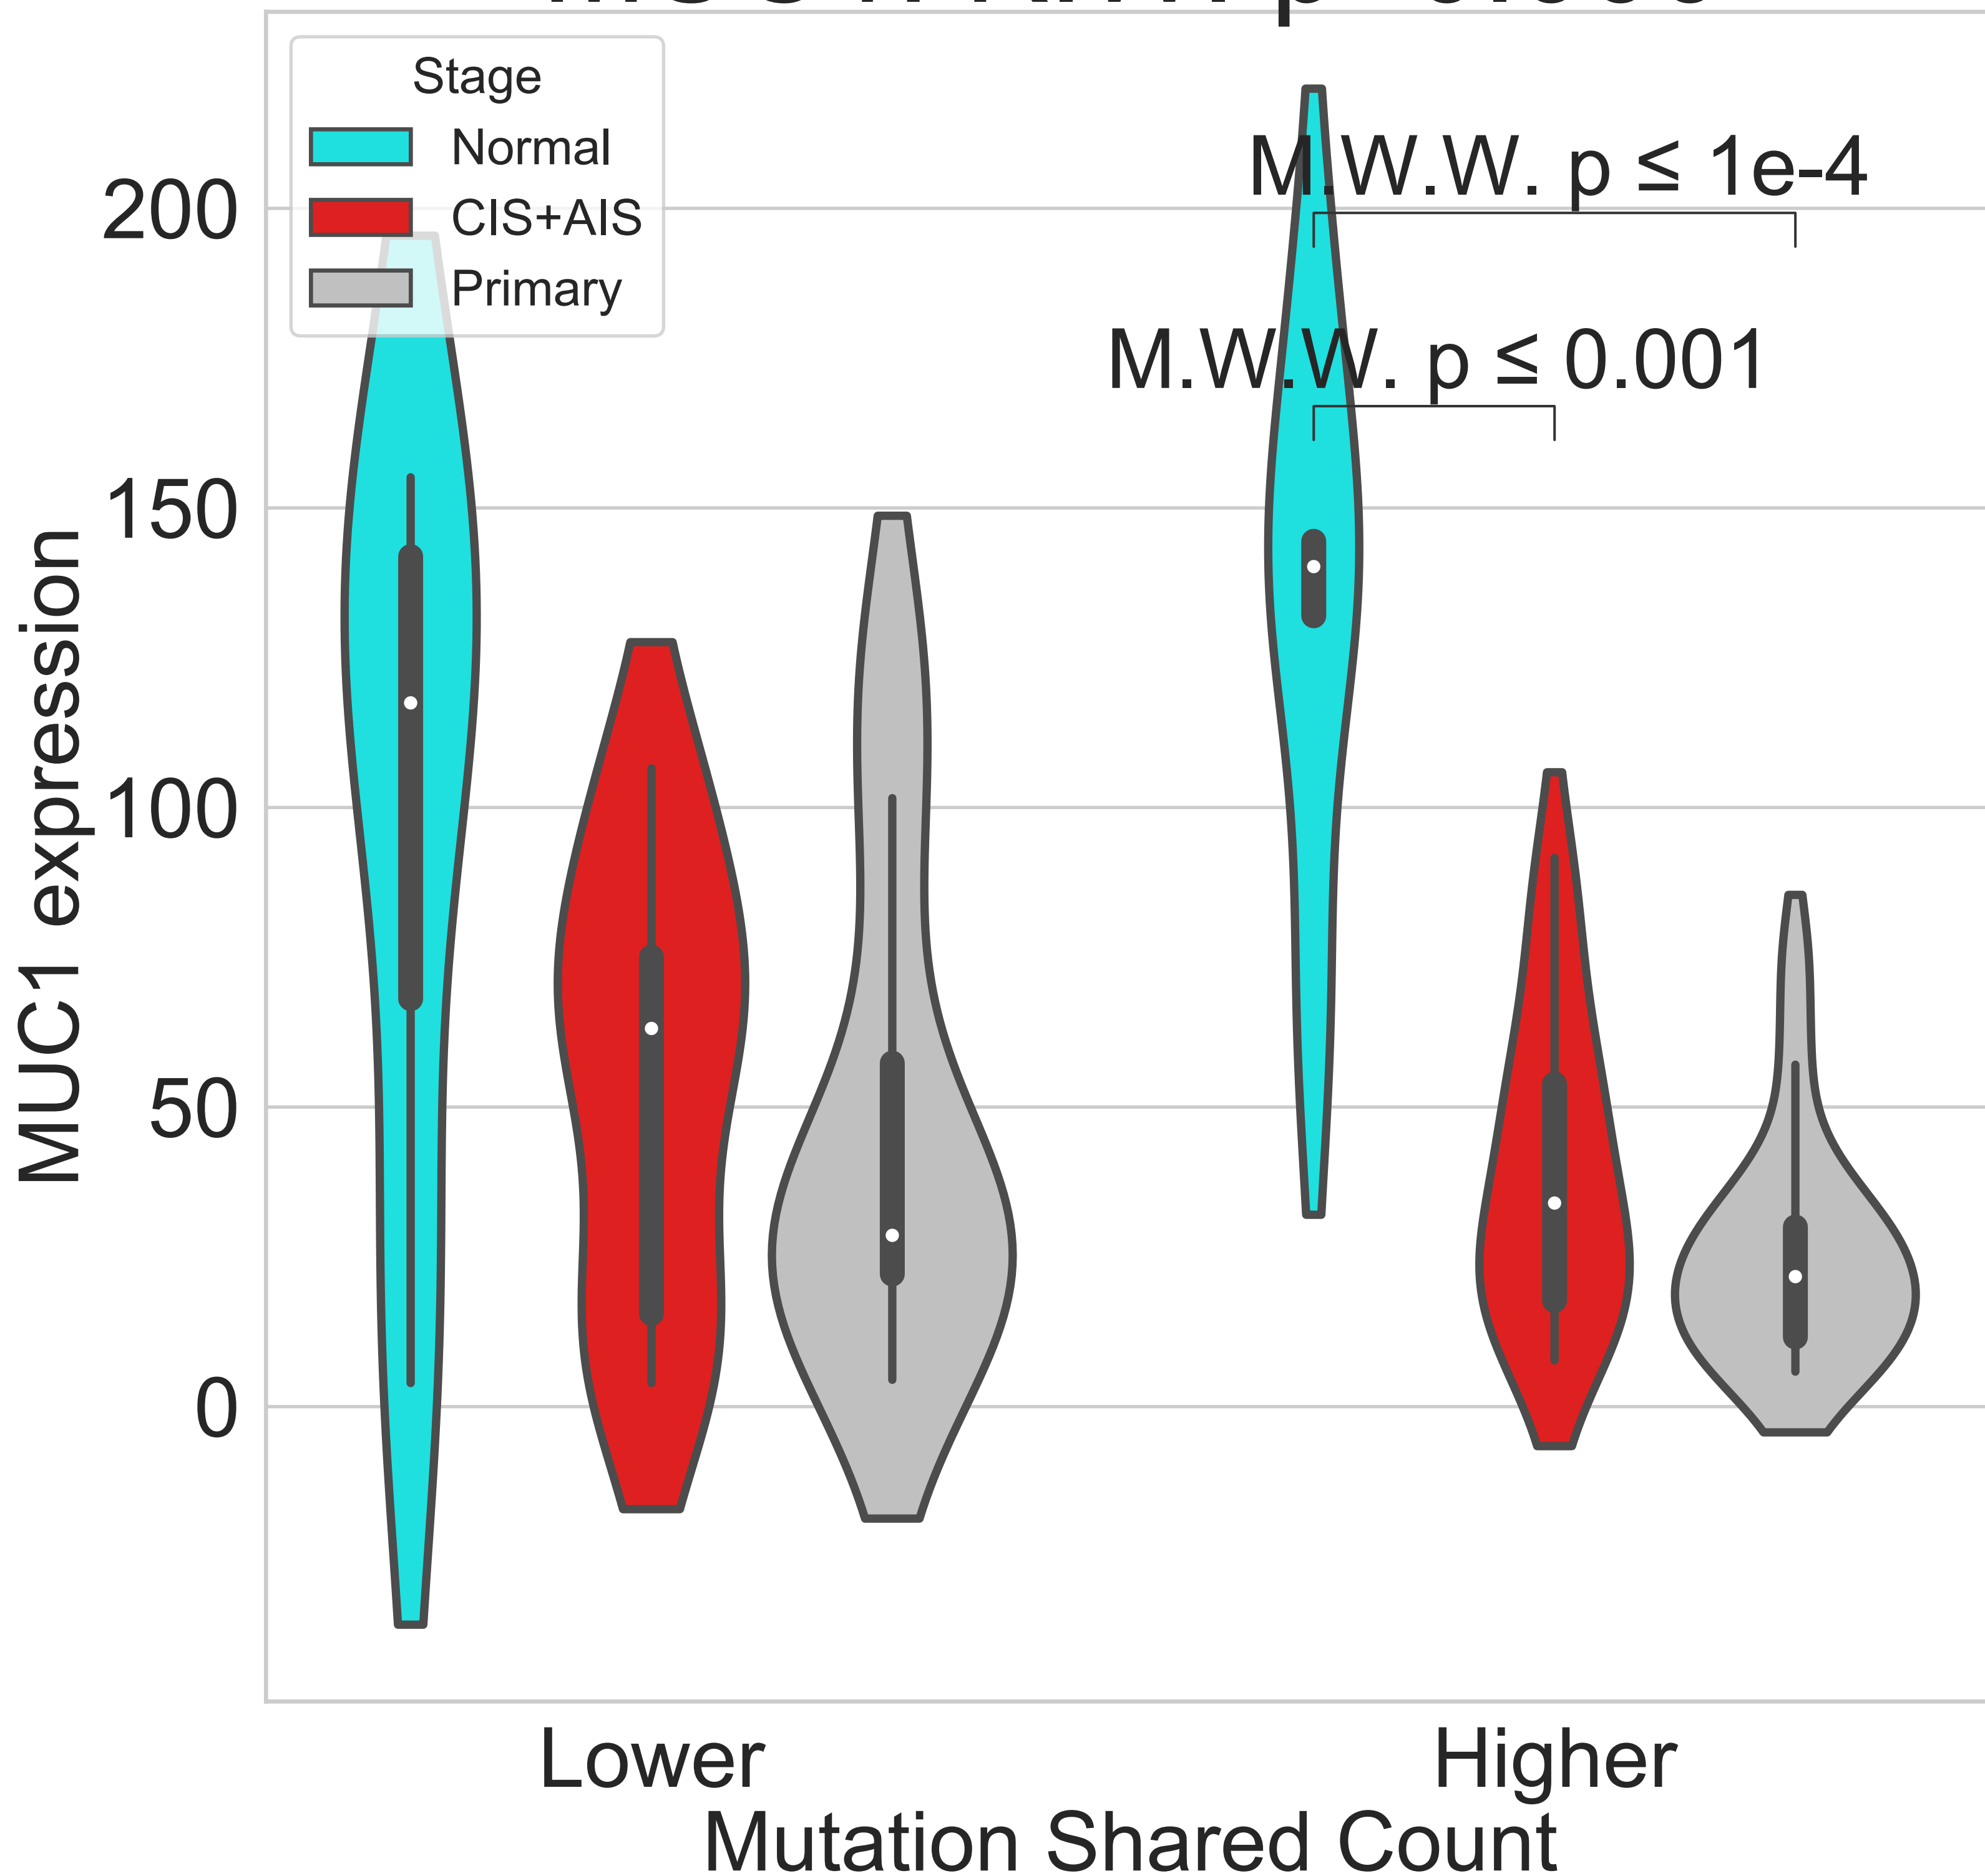 Stage
Normal
CIS+AIS
Primary
M.W.W. p ≤ 1e-4
M.W.W. p ≤ 0.001
200
150
100
50
0
MUC1 expression
Lower
Higher
Mutation Shared Count